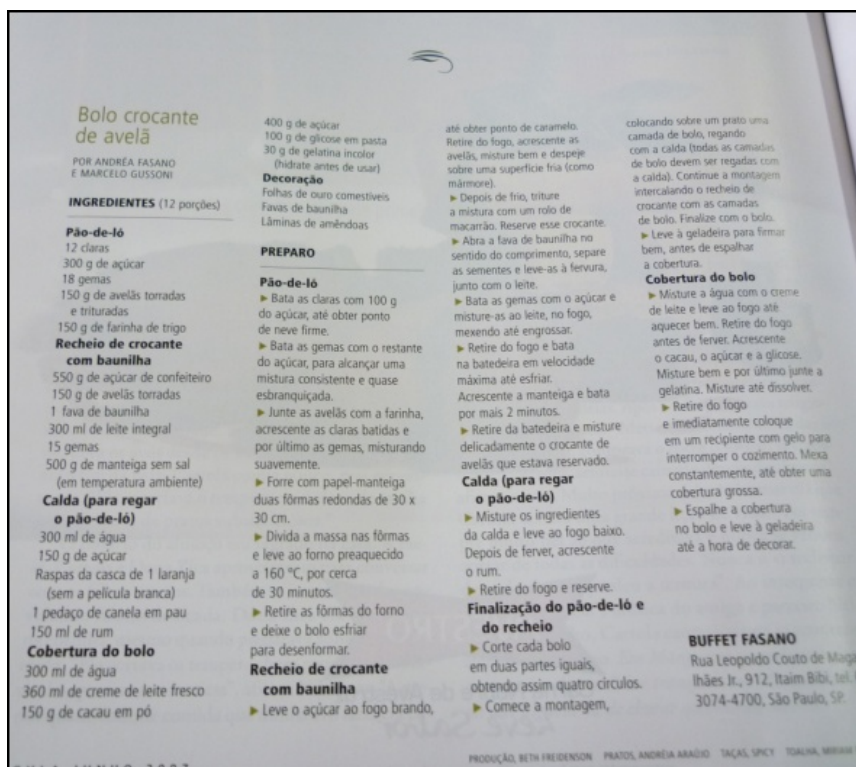 Bolo crocante
de avelã
POR ANDRÉA FASANO
E MARCELO GUSSONI
INGREDIENTES (12 porções)
Pão-de-ló
12 claras
300 g de açúcar
18 gemas
150 g de avelãs torradas
e trituradas
150 g de farinha de trigo
Recheio de crocante
com baunilha
550 g de açúcar de confeiteiro
150 g de avelãs torradas
1 fava de baunilha
300 ml de leite integral
15 gemas
500 g de manteiga sem sal
(em temperatura ambiente)
Calda (para regar
o pão-de-ló)
300 ml de água
150 g de açúcar
Raspas da casca de 1 laranja
(sem a película branca)
1 pedaço de canela em pau
150 ml de rum
Cobertura do bolo
300 ml de água
360 ml de creme de leite fresco
150 g de cacau em pó
400 g de açúcar
100 g de glicose em pasta
30 g de gelatina incolor
(hidrate antes de usar)
Decoração
Folhas de ouro comestíveis
Favas de baunilha
Lâminas de amêndoas
PREPARO
Pão-de-ló
► Bata as claras com 100 g
do açúcar, até obter ponto
de neve firme.
► Bata as gemas com o restante
do açúcar, para alcançar uma
mistura consistente e quase
esbranquiçada.
► Junte as avelãs com a farinha,
acrescente as claras batidas e
por último as gemas, misturando
suavemente.
► Forre com papel-manteiga
duas fôrmas redondas de 30 x
30 cm.
► Divida a massa nas fôrmas
e leve ao forno preaquecido
a 160 ºC, por cerca
de 30 minutos.
► Retire as fôrmas do forno
e deixe o bolo esfriar
para desenformar.
Recheio de crocante
com baunilha
► Leve o açúcar ao fogo brando,
até obter ponto de caramelo.
Retire do fogo, acrescente as
avelãs, misture bem e despeje
sobre uma superfície fria (como
mármore).
► Depois de frio, triture
a mistura com um rolo de
macarrão. Reserve esse crocante.
► Abra a fava de baunilha no
sentido do comprimento, separe
as sementes e leve-as à fervura,
junto com o leite.
► Bata as gemas com o açúcar e
misture-as ao leite, no fogo,
mexendo até engrossar.
► Retire do fogo e bata
na batedeira em velocidade
máxima até esfriar.
Acrescente a manteiga e bata
por mais 2 minutos.
► Retire da batedeira e misture
delicadamente o crocante de
avelãs que estava reservado.
Calda (para regar
o pão-de-ló)
► Misture os ingredientes
da calda e leve ao fogo baixo.
Depois de ferver, acrescente
o rum.
► Retire do fogo e reserve.
Finalização do pão-de-ló e
do recheio
► Corte cada bolo
em duas partes iguais,
obtendo assim quatro círculos.
► Comece a montagem,
colocando sobre um prato uma
camada de bolo, regando
com a calda (todas as camadas
de bolo devem ser regadas com
a calda). Continue a montagem
intercalando o recheio de
crocante com as camadas
de bolo. Finalize com o bolo.
► Leve à geladeira para firmar
bem, antes de espalhar
a cobertura.
Cobertura do bolo
► Misture a água com o creme
de leite e leve ao fogo até
aquecer bem. Retire do fogo
antes de ferver. Acrescente
o cacau, o açúcar e a glicose.
Misture bem e por último junte a
gelatina. Misture até dissolver.
► Retire do fogo
e imediatamente coloque
em um recipiente com gelo para
interromper o cozimento. Mexa
constantemente, até obter uma
cobertura grossa.
► Espalhe a cobertura
no bolo e leve à geladeira
até a hora de decorar.
BUFFET FASANO
Rua Leopoldo Couto de Maga
lhães Jr., 912, Itaim Bibi, tel.
3074-4700, São Paulo, SP.
PRODUÇÃO, BETH FREIDENSON PRATOS, ANDRÉIA ARAÚJO TAÇAS, SPICY TOALHA, MIRIAM